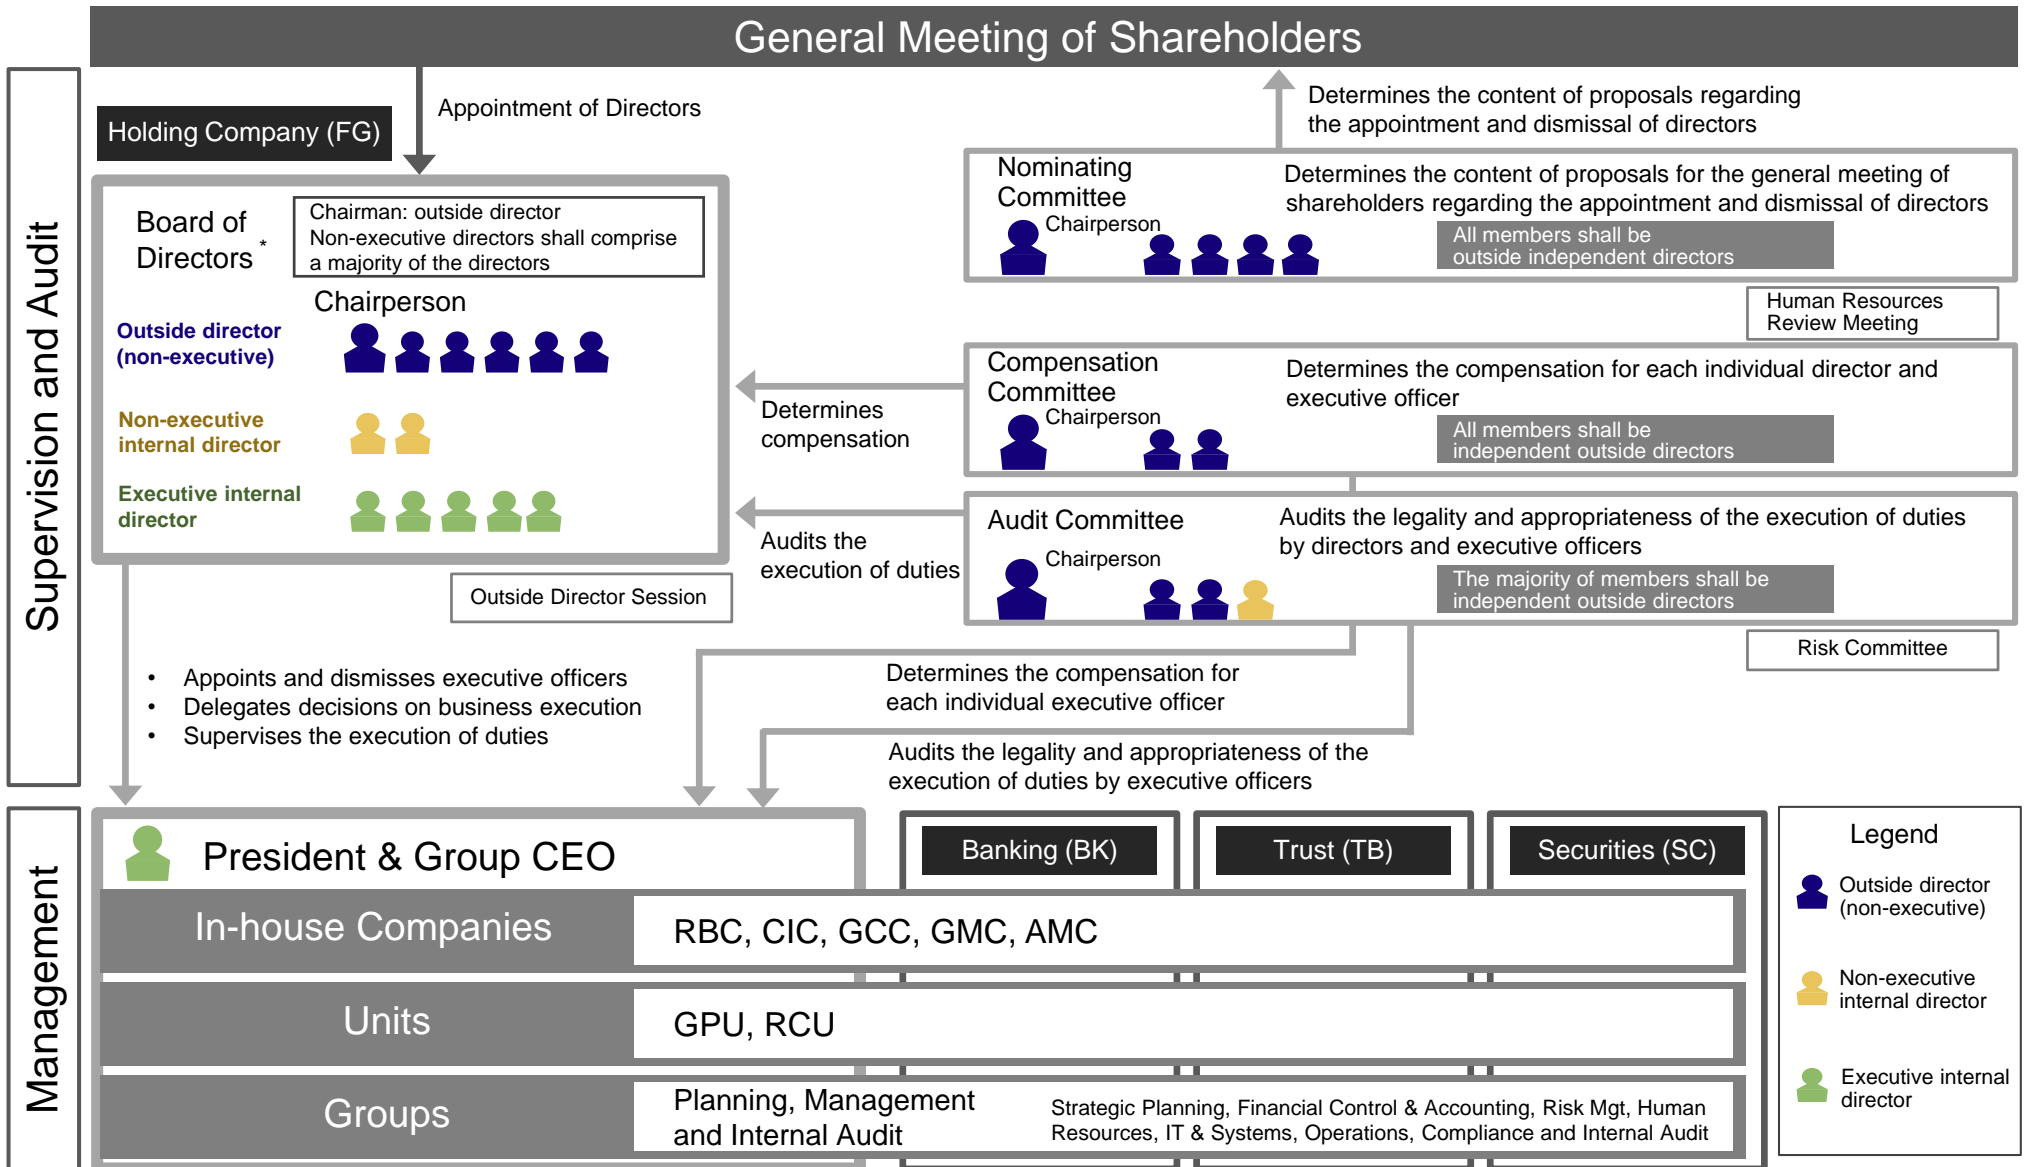 General Meeting of Shareholders
Supervision and Audit
Holding Company (FG)
Appointment of Directors
Determines the content of proposals regarding
the appointment and dismissal of directors
Board of
Directors *
Chairman: outside director
Non-executive directors shall comprise
a majority of the directors
Chairperson
Outside director
(non-executive)
Non-executive
internal director
Executive internal
director
Outside Director Session
Nominating
Committee
Chairperson
Determines the content of proposals for the general meeting of
shareholders regarding the appointment and dismissal of directors
All members shall be
outside independent directors
Human Resources
Review Meeting
Determines
compensation
Compensation
Committee
Chairperson
Determines the compensation for each individual director and
executive officer
All members shall be
independent outside directors
Audits the
execution of duties
Audit Committee
Chairperson
Audits the legality and appropriateness of the execution of duties
by directors and executive officers
The majority of members shall be
independent outside directors
Risk Committee
• Appoints and dismisses executive officers
• Delegates decisions on business execution
• Supervises the execution of duties
Determines the compensation for
each individual executive officer
Audits the legality and appropriateness of the
execution of duties by executive officers
Management
President & Group CEO
Banking (BK)
Trust (TB)
Securities (SC)
In-house Companies
RBC, CIC, GCC, GMC, AMC
Units
GPU, RCU
Groups
Planning, Management
and Internal Audit
Strategic Planning, Financial Control & Accounting, Risk Mgt, Human
Resources, IT & Systems, Operations, Compliance and Internal Audit
Legend
Outside director
(non-executive)
Non-executive
internal director
Executive internal
director